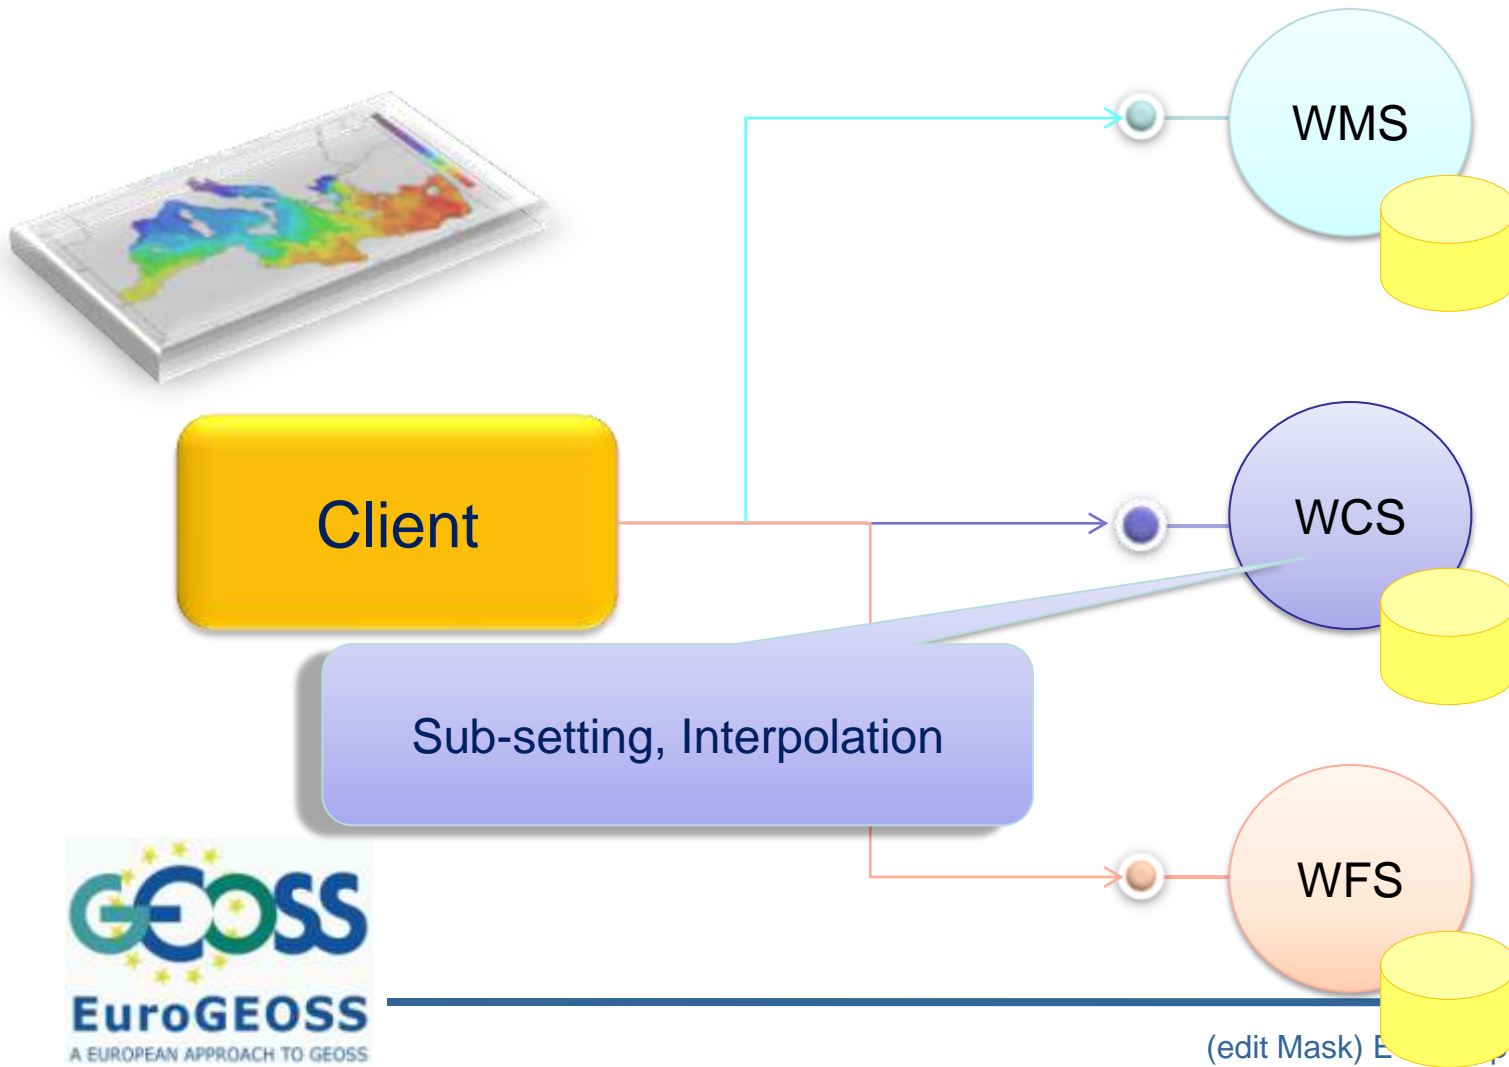 WMS
Client
WCS
Sub-setting, Interpolation
WFS
GEOSS
EuroGEOSS
A EUROPEAN APPROACH TO GEOSS
(edit Mask)